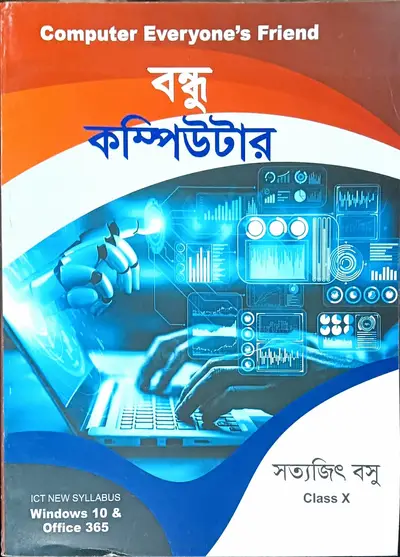 Computer Everyone's Friend
বন্ধু
কম্পিউটার
সত্যজিৎ বসু
Class X
ICT NEW SYLLABUS
Windows 10 &
Office 365